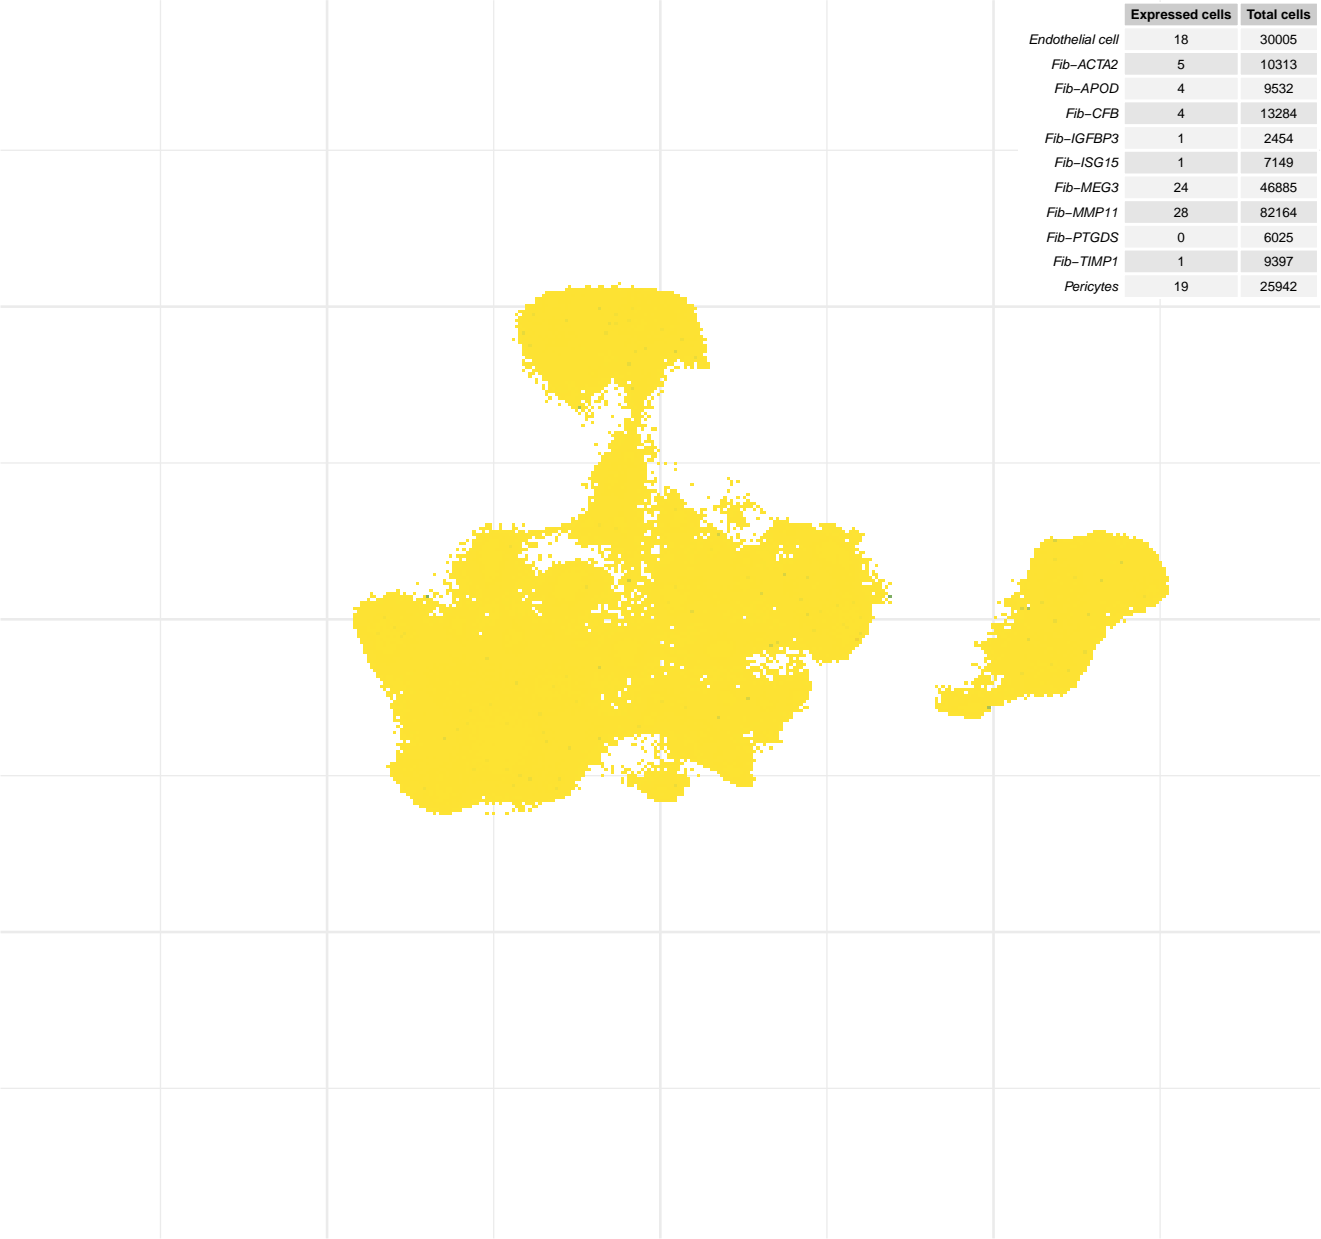 Expressed cells Total cells
Endothelial cell 18 30005
Fib−ACTA2 5 10313
Fib−APOD 4 9532
Fib−CFB 4 13284
Fib−IGFBP3 1 2454
Fib−ISG15 1 7149
Fib−MEG3 24 46885
Fib−MMP11 28 82164
Fib−PTGDS 0 6025
Fib−TIMP1 1 9397
Pericytes 19 25942